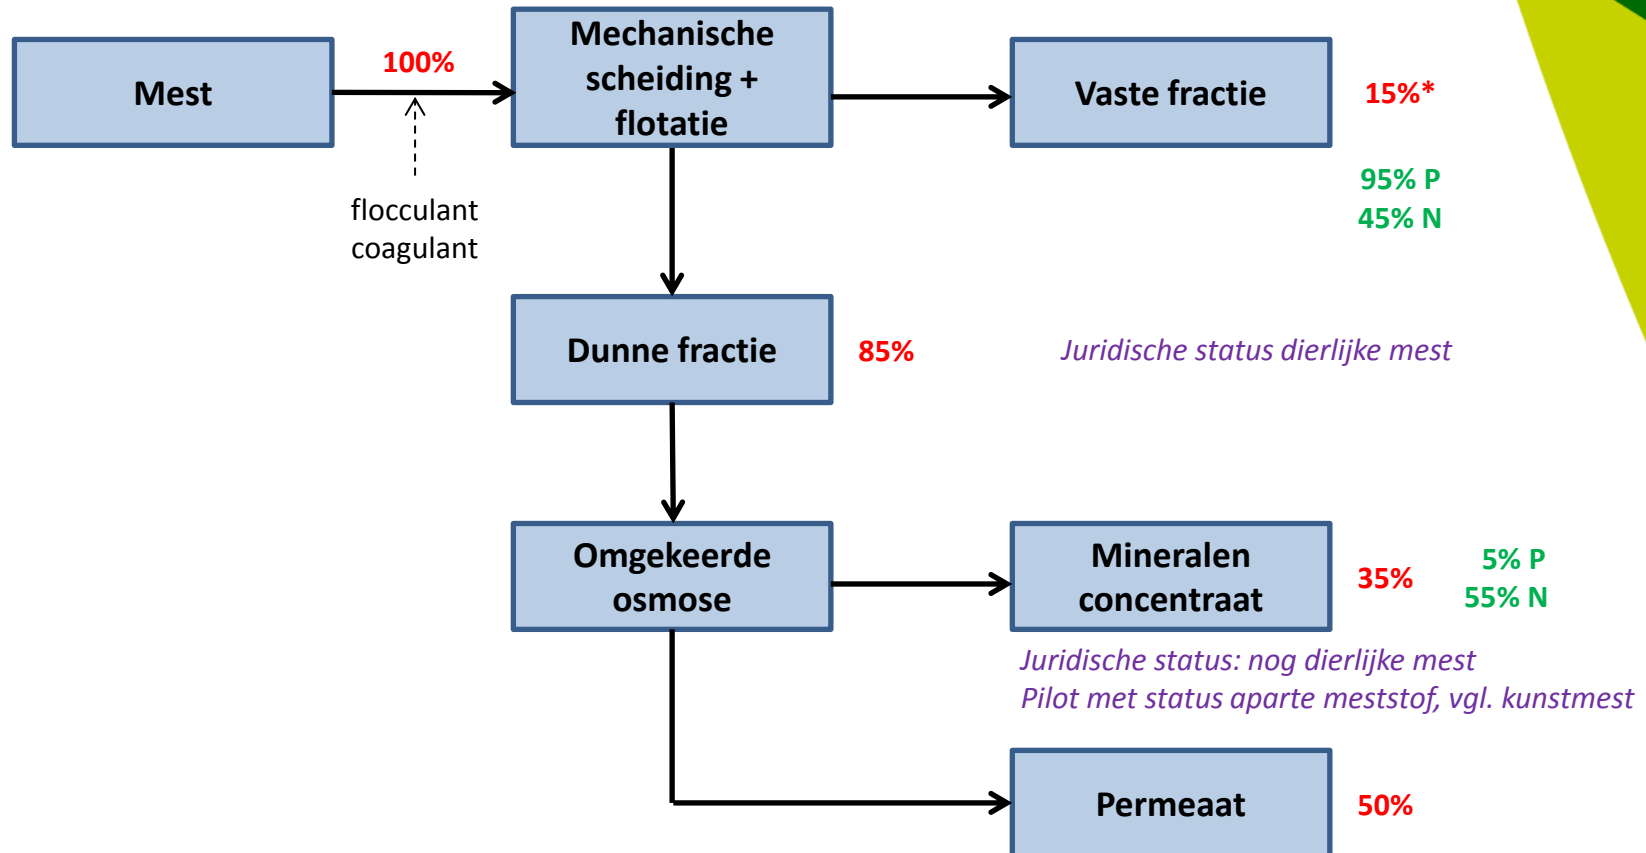 Mest
100%
flocculant
coagulant
Mechanische
scheiding +
flotatie
Vaste fractie
15%*
95% P
45% N
Dunne fractie
85%
Juridische status dierlijke mest
Omgekeerde
osmose
Mineralen
concentraat
35%
5% P
55% N
Juridische status: nog dierlijke mest
Pilot met status aparte meststof, vgl. kunstmest
Permeaat
50%